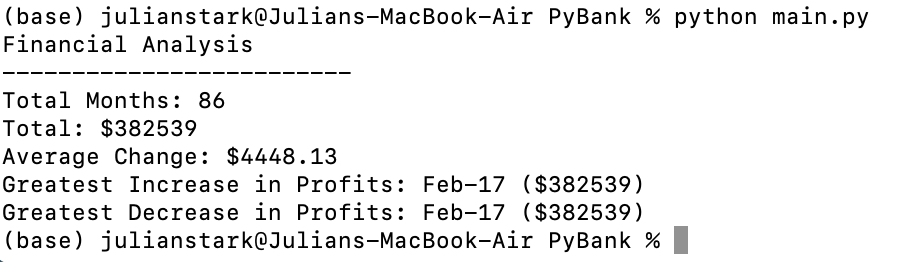 (base) julianstark@Julians-MacBook-Air PyBank % python main.py
Financial Analysis
-------------------------
Total Months: 86
Total: $382539
Average Change: $4448.13
Greatest Increase in Profits: Feb-17 ($382539)
Greatest Decrease in Profits: Feb-17 ($382539)
(base) julianstark@Julians-MacBook-Air PyBank %